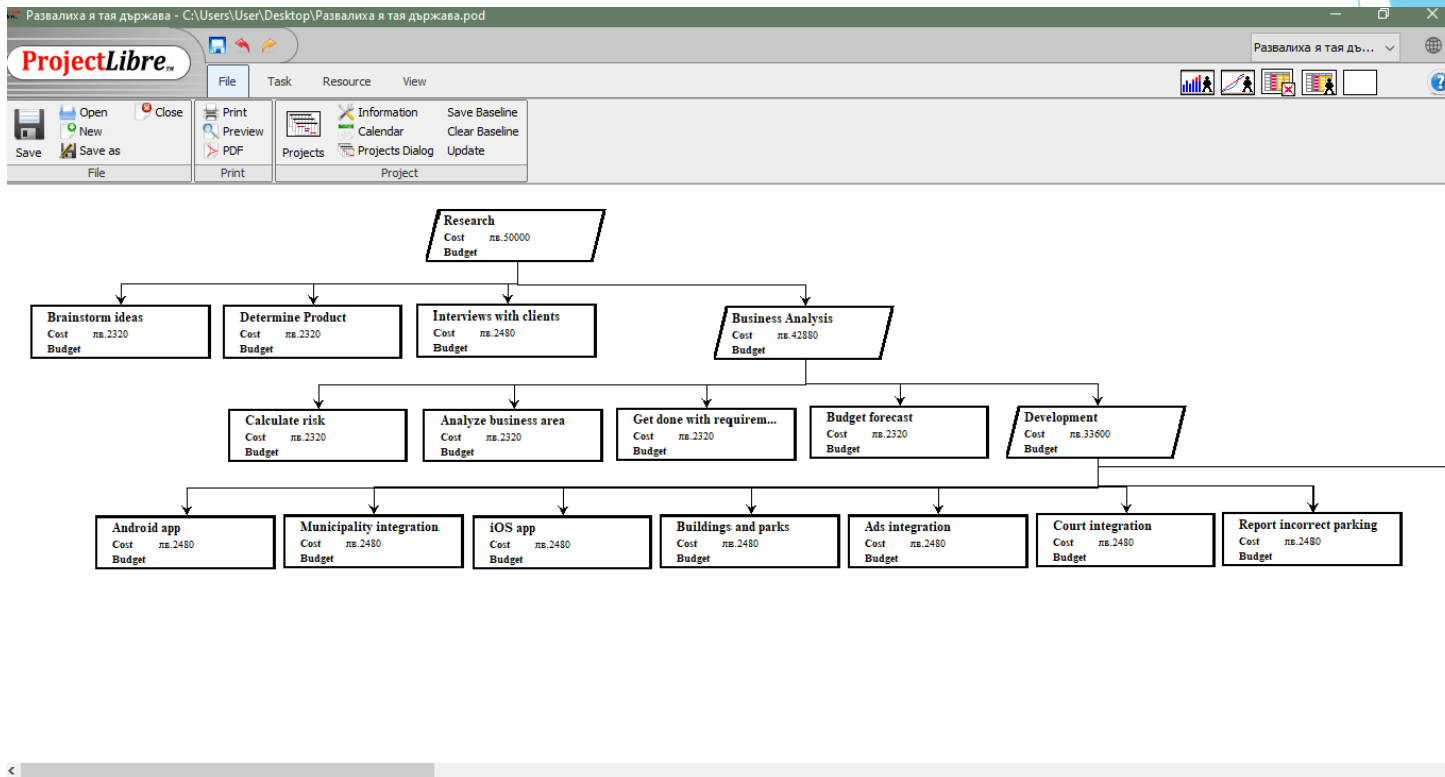 Развалиха я тая държава - C:\Users\User\Desktop\Развалиха я тая държава.pod
ProjectLibre™
Развалиха я тая дъ...
File Task Resource View
Save
Open
New
Save as
Close
File
Print
Preview
PDF
Print
Projects
Information
Calendar
Projects Dialog
Save Baseline
Clear Baseline
Update
Project
Research
Cost лв.50000
Budget
Brainstorm ideas
Cost лв.2320
Budget
Determine Product
Cost лв.2320
Budget
Interviews with clients
Cost лв.2480
Budget
Business Analysis
Cost лв.42880
Budget
Calculate risk
Cost лв.2320
Budget
Analyze business area
Cost лв.2320
Budget
Get done with requirem...
Cost лв.2320
Budget
Budget forecast
Cost лв.2320
Budget
Development
Cost лв.33600
Budget
Android app
Cost лв.2480
Budget
Municipality integration
Cost лв.2480
Budget
iOS app
Cost лв.2480
Budget
Buildings and parks
Cost лв.2480
Budget
Ads integration
Cost лв.2480
Budget
Court integration
Cost лв.2480
Budget
Report incorrect parking
Cost лв.2480
Budget